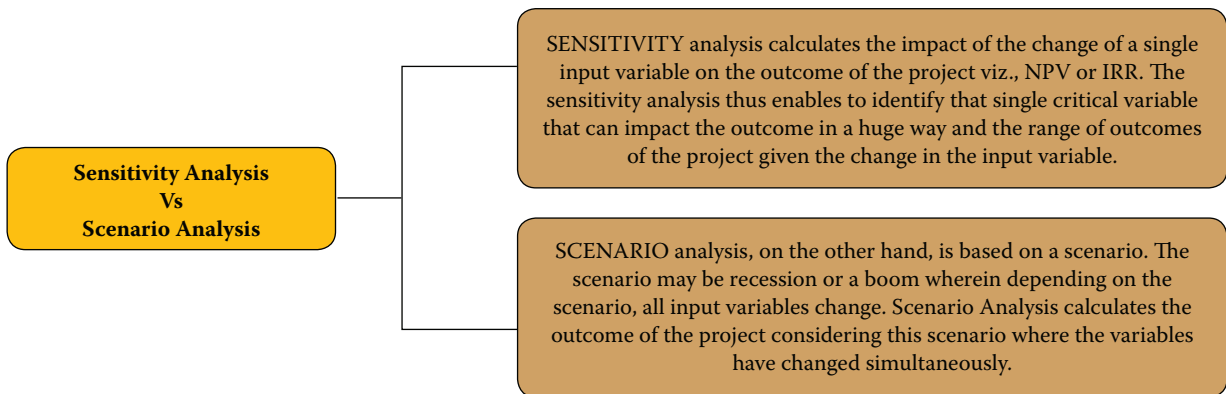 Sensitivity Analysis
Vs
Scenario Analysis
SENSITIVITY analysis calculates the impact of the change of a single
input variable on the outcome of the project viz., NPV or IRR. The
sensitivity analysis thus enables to identify that single critical variable
that can impact the outcome in a huge way and the range of outcomes
of the project given the change in the input variable.
SCENARIO analysis, on the other hand, is based on a scenario. The
scenario may be recession or a boom wherein depending on the
scenario, all input variables change. Scenario Analysis calculates the
outcome of the project considering this scenario where the variables
have changed simultaneously.